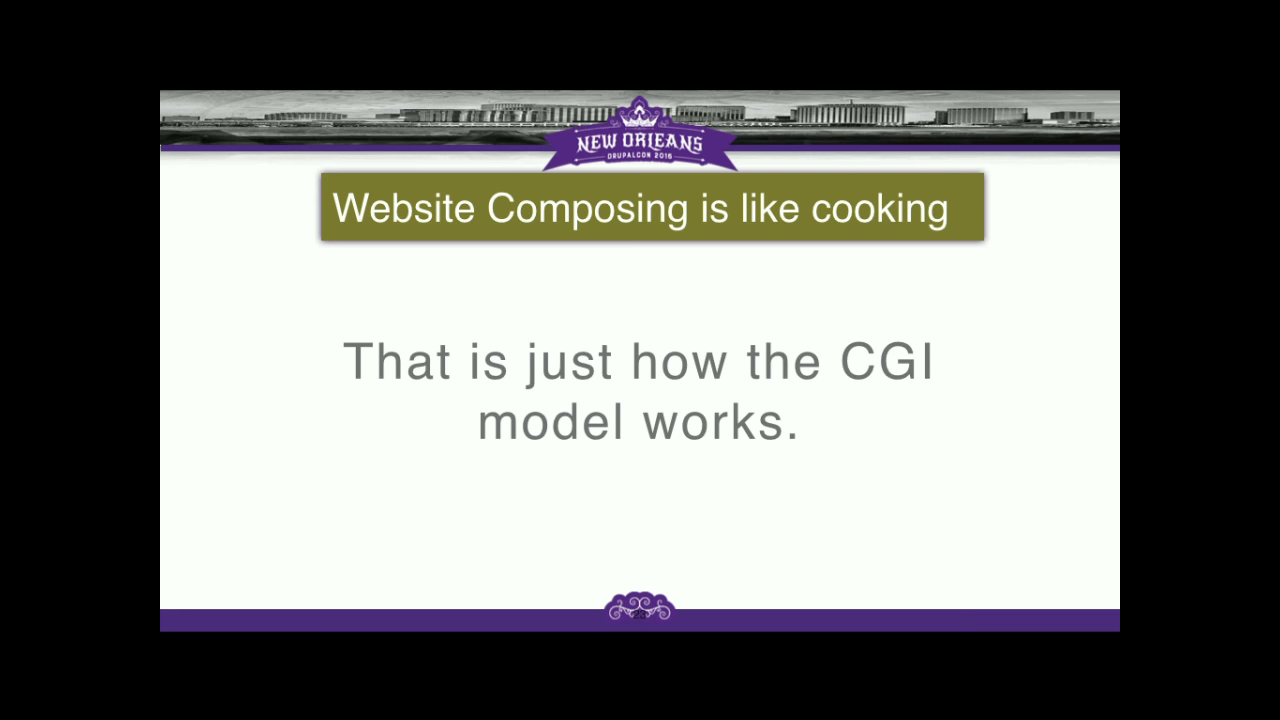 NEW ORLEANS
DRUPALCON 2016
Website Composing is like cooking
That is just how the CGI
model works.